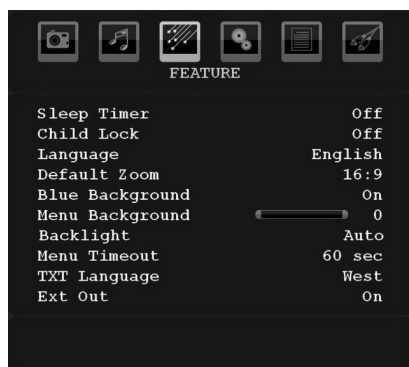 FEATURE
Sleep Timer Off
Child Lock Off
Language English
Default Zoom 16:9
Blue Background On
Menu Background 0
Backlight Auto
Menu Timeout 60 sec
TXT Language West
Ext Out On